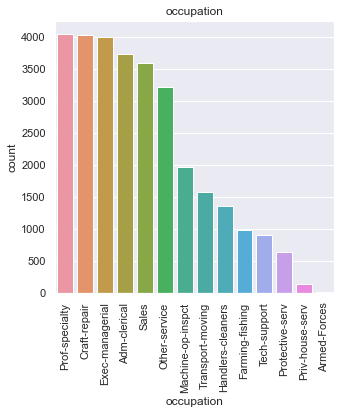 occupation
4000
3500
3000
2500
2000
1500
1000
500
0
count
Prof-specialty
Craft-repair
Exec-managerial
Adm-clerical
Sales
Other-service
Machine-op-inspct
Transport-moving
Handlers-cleaners
Farming-fishing
Tech-support
Protective-serv
Priv-house-serv
Armed-Forces
occupation